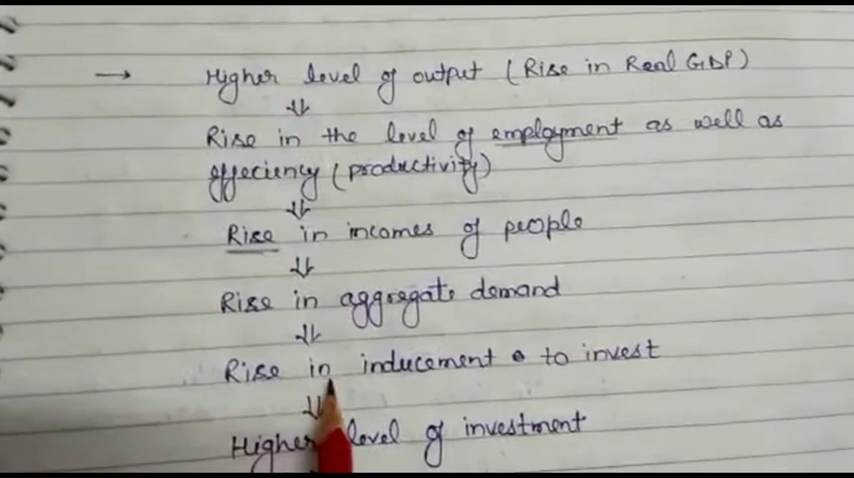 → Higher level of output (Rise in Real GDP)
⇓
Rise in the level of employment as well as
effeciency (productivity)
⇓
Rise in incomes of people
⇓
Rise in aggregate demand
⇓
Rise in inducement to invest
⇓
Higher level of investment